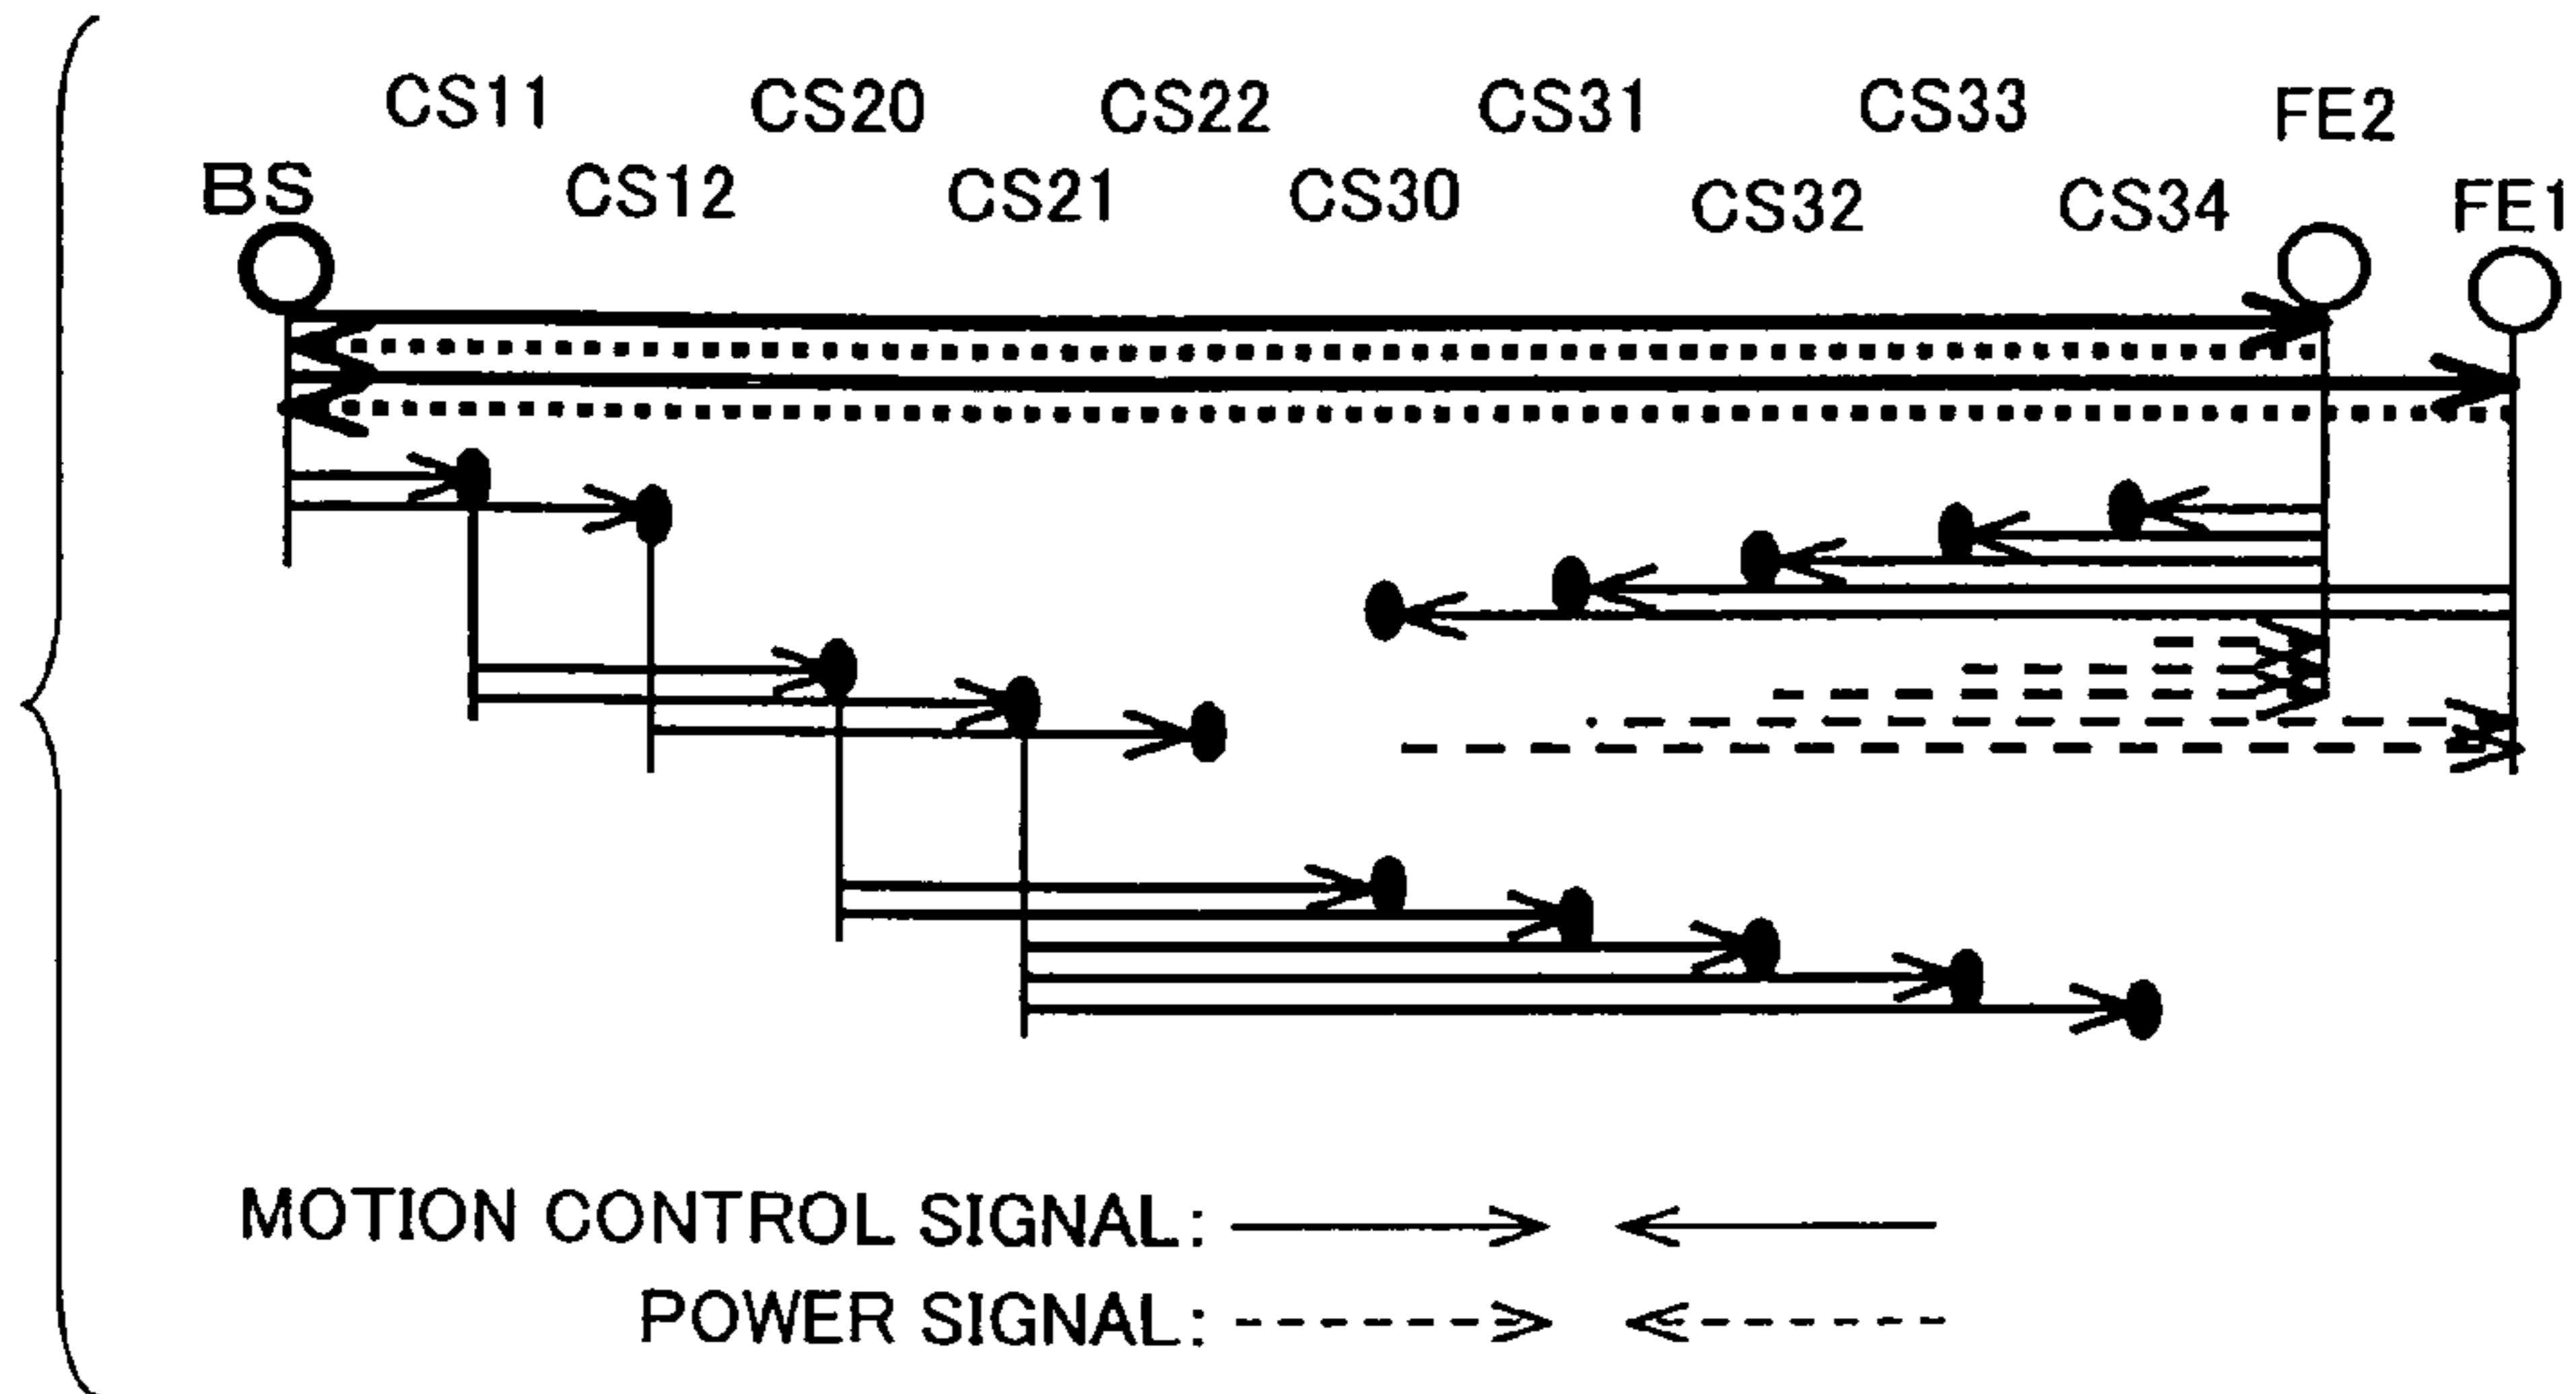 CS11 CS20 CS22 CS31 CS33 FE2
BS CS12 CS21 CS30 CS32 CS34 FE1
MOTION CONTROL SIGNAL:
POWER SIGNAL: